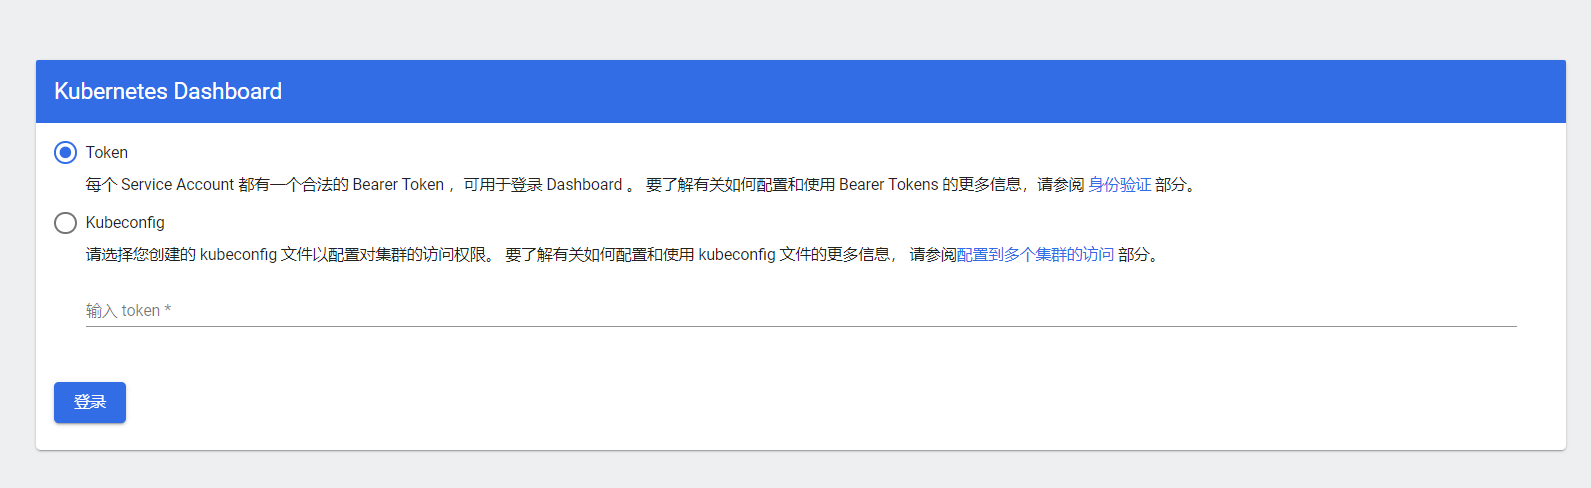 Kubernetes Dashboard
Token
每个 Service Account 都有一个合法的 Bearer Token ，可用于登录 Dashboard 。 要了解有关如何配置和使用 Bearer Tokens 的更多信息，请参阅 身份验证 部分。
Kubeconfig
请选择您创建的 kubeconfig 文件以配置对集群的访问权限。 要了解有关如何配置和使用 kubeconfig 文件的更多信息， 请参阅配置到多个集群的访问 部分。
输入 token *
登录